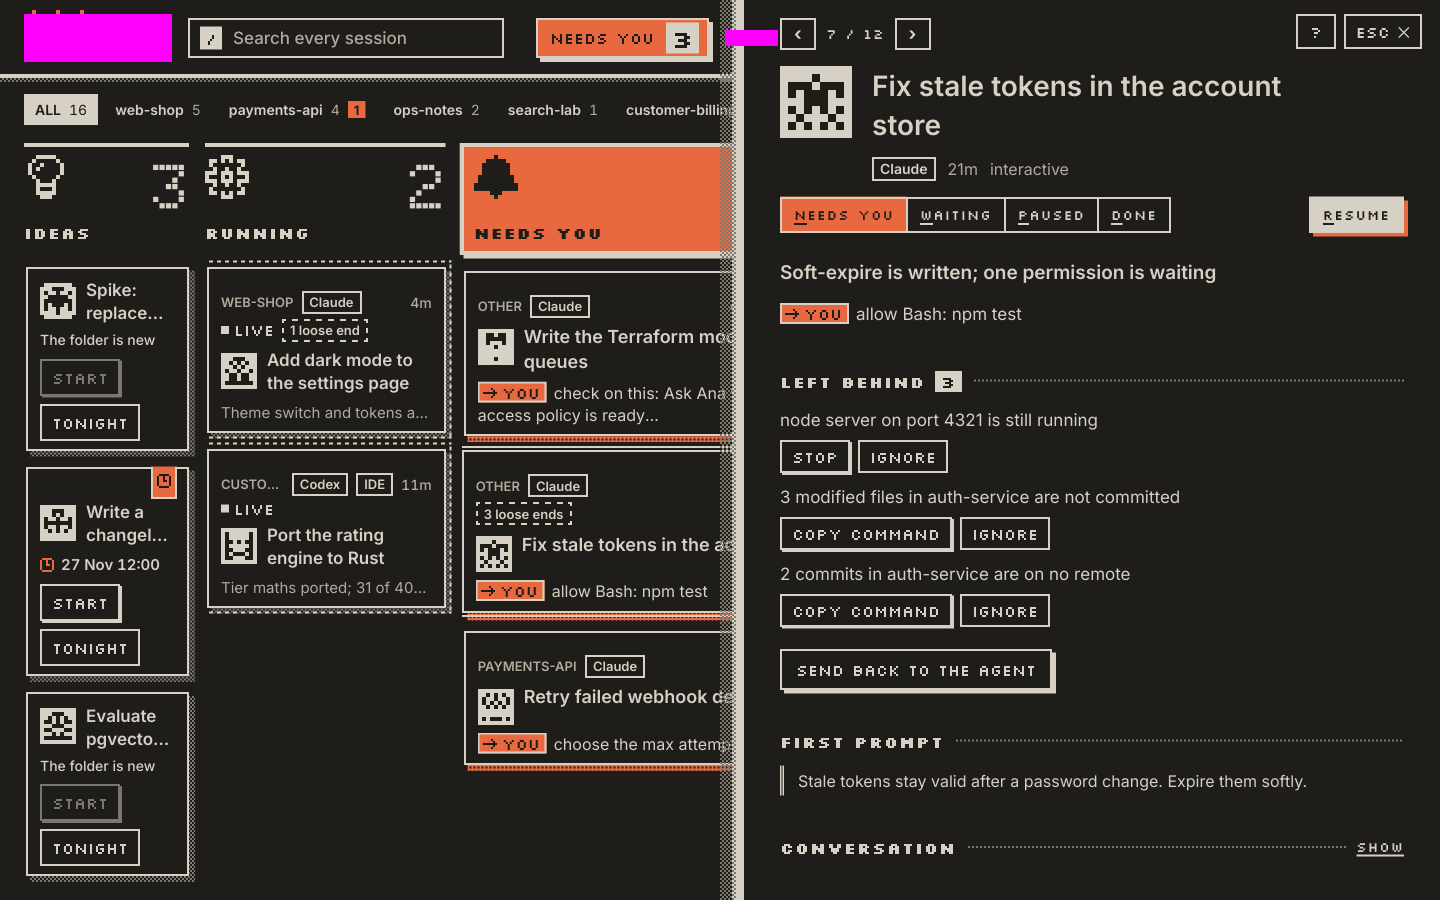 / Search every session
NEEDS YOU 3
ALL 16 web-shop 5 payments-api 4 1 ops-notes 2 search-lab 1 customer-billin
3
IDEAS
Spike:
replace...
The folder is new
START
TONIGHT
Write a
changel...
27 Nov 12:00
START
TONIGHT
Evaluate
pgvecto...
The folder is new
START
TONIGHT
2
RUNNING
WEB-SHOP Claude 4m
LIVE 1 loose end
Add dark mode to
the settings page
Theme switch and tokens a...
CUSTO... Codex IDE 11m
LIVE
Port the rating
engine to Rust
Tier maths ported; 31 of 40...
NEEDS YOU
OTHER Claude
Write the Terraform mod
queues
→ YOU check on this: Ask Ana
access policy is ready...
OTHER Claude
3 loose ends
Fix stale tokens in the ac
→ YOU allow Bash: npm test
PAYMENTS-API Claude
Retry failed webhook de
→ YOU choose the max attemp
‹ 7 / 12 ›
? ESC ×
Fix stale tokens in the account
store
Claude 21m interactive
NEEDS YOU WAITING PAUSED DONE
RESUME
Soft-expire is written; one permission is waiting
→ YOU allow Bash: npm test
LEFT BEHIND 3
node server on port 4321 is still running
STOP IGNORE
3 modified files in auth-service are not committed
COPY COMMAND IGNORE
2 commits in auth-service are on no remote
COPY COMMAND IGNORE
SEND BACK TO THE AGENT
FIRST PROMPT
Stale tokens stay valid after a password change. Expire them softly.
CONVERSATION SHOW